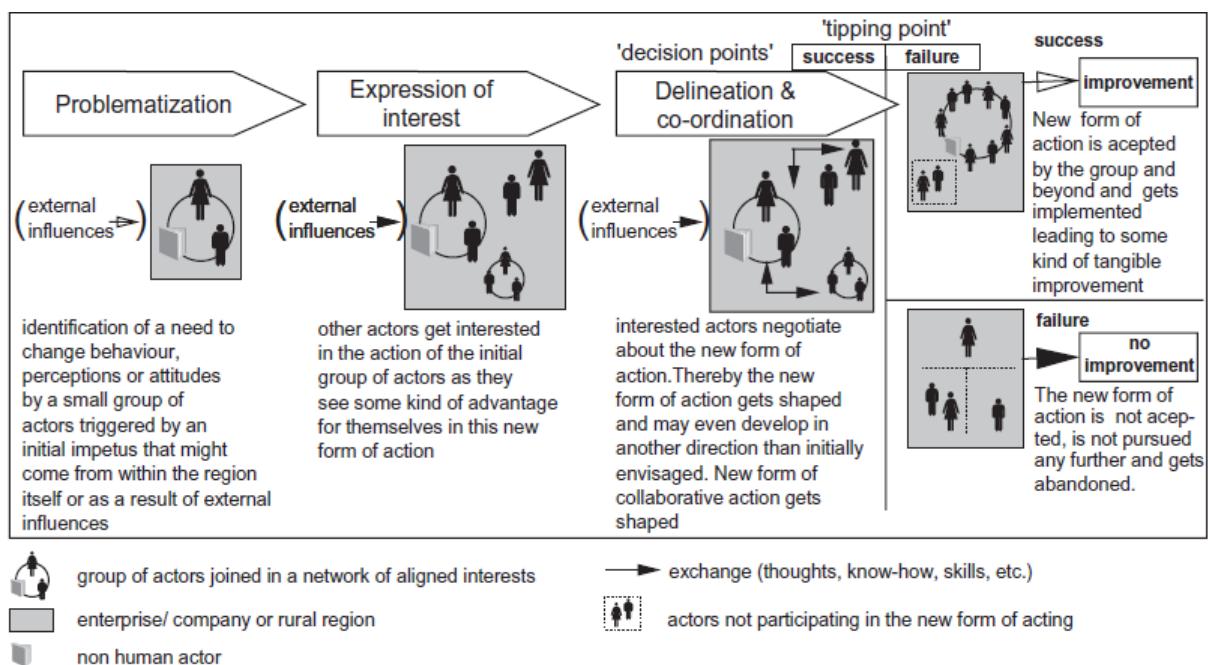 'tipping point'
'decision points'
success failure
success
Problematization
Expression of
interest
Delineation &
co-ordination
improvement
(external
influences)
(external
influences)
(external
influences)
New form of
action is acepted
by the group and
beyond and gets
implemented
leading to some
kind of tangible
improvement
identification of a need to
change behaviour,
perceptions or attitudes
by a small group of
actors triggered by an
initial impetus that might
come from within the region
itself or as a result of external
influences
other actors get interested
in the action of the initial
group of actors as they
see some kind of advantage
for themselves in this new
form of action
interested actors negotiate
about the new form of
action.Thereby the new
form of action gets shaped
and may even develop in
another direction than initially
envisaged. New form of
collaborative action gets
shaped
failure
no
improvement
The new form of
action is not acep-
ted, is not pursued
any further and gets
abandoned.
group of actors joined in a network of aligned interests
enterprise/ company or rural region
non human actor
exchange (thoughts, know-how, skills, etc.)
actors not participating in the new form of acting